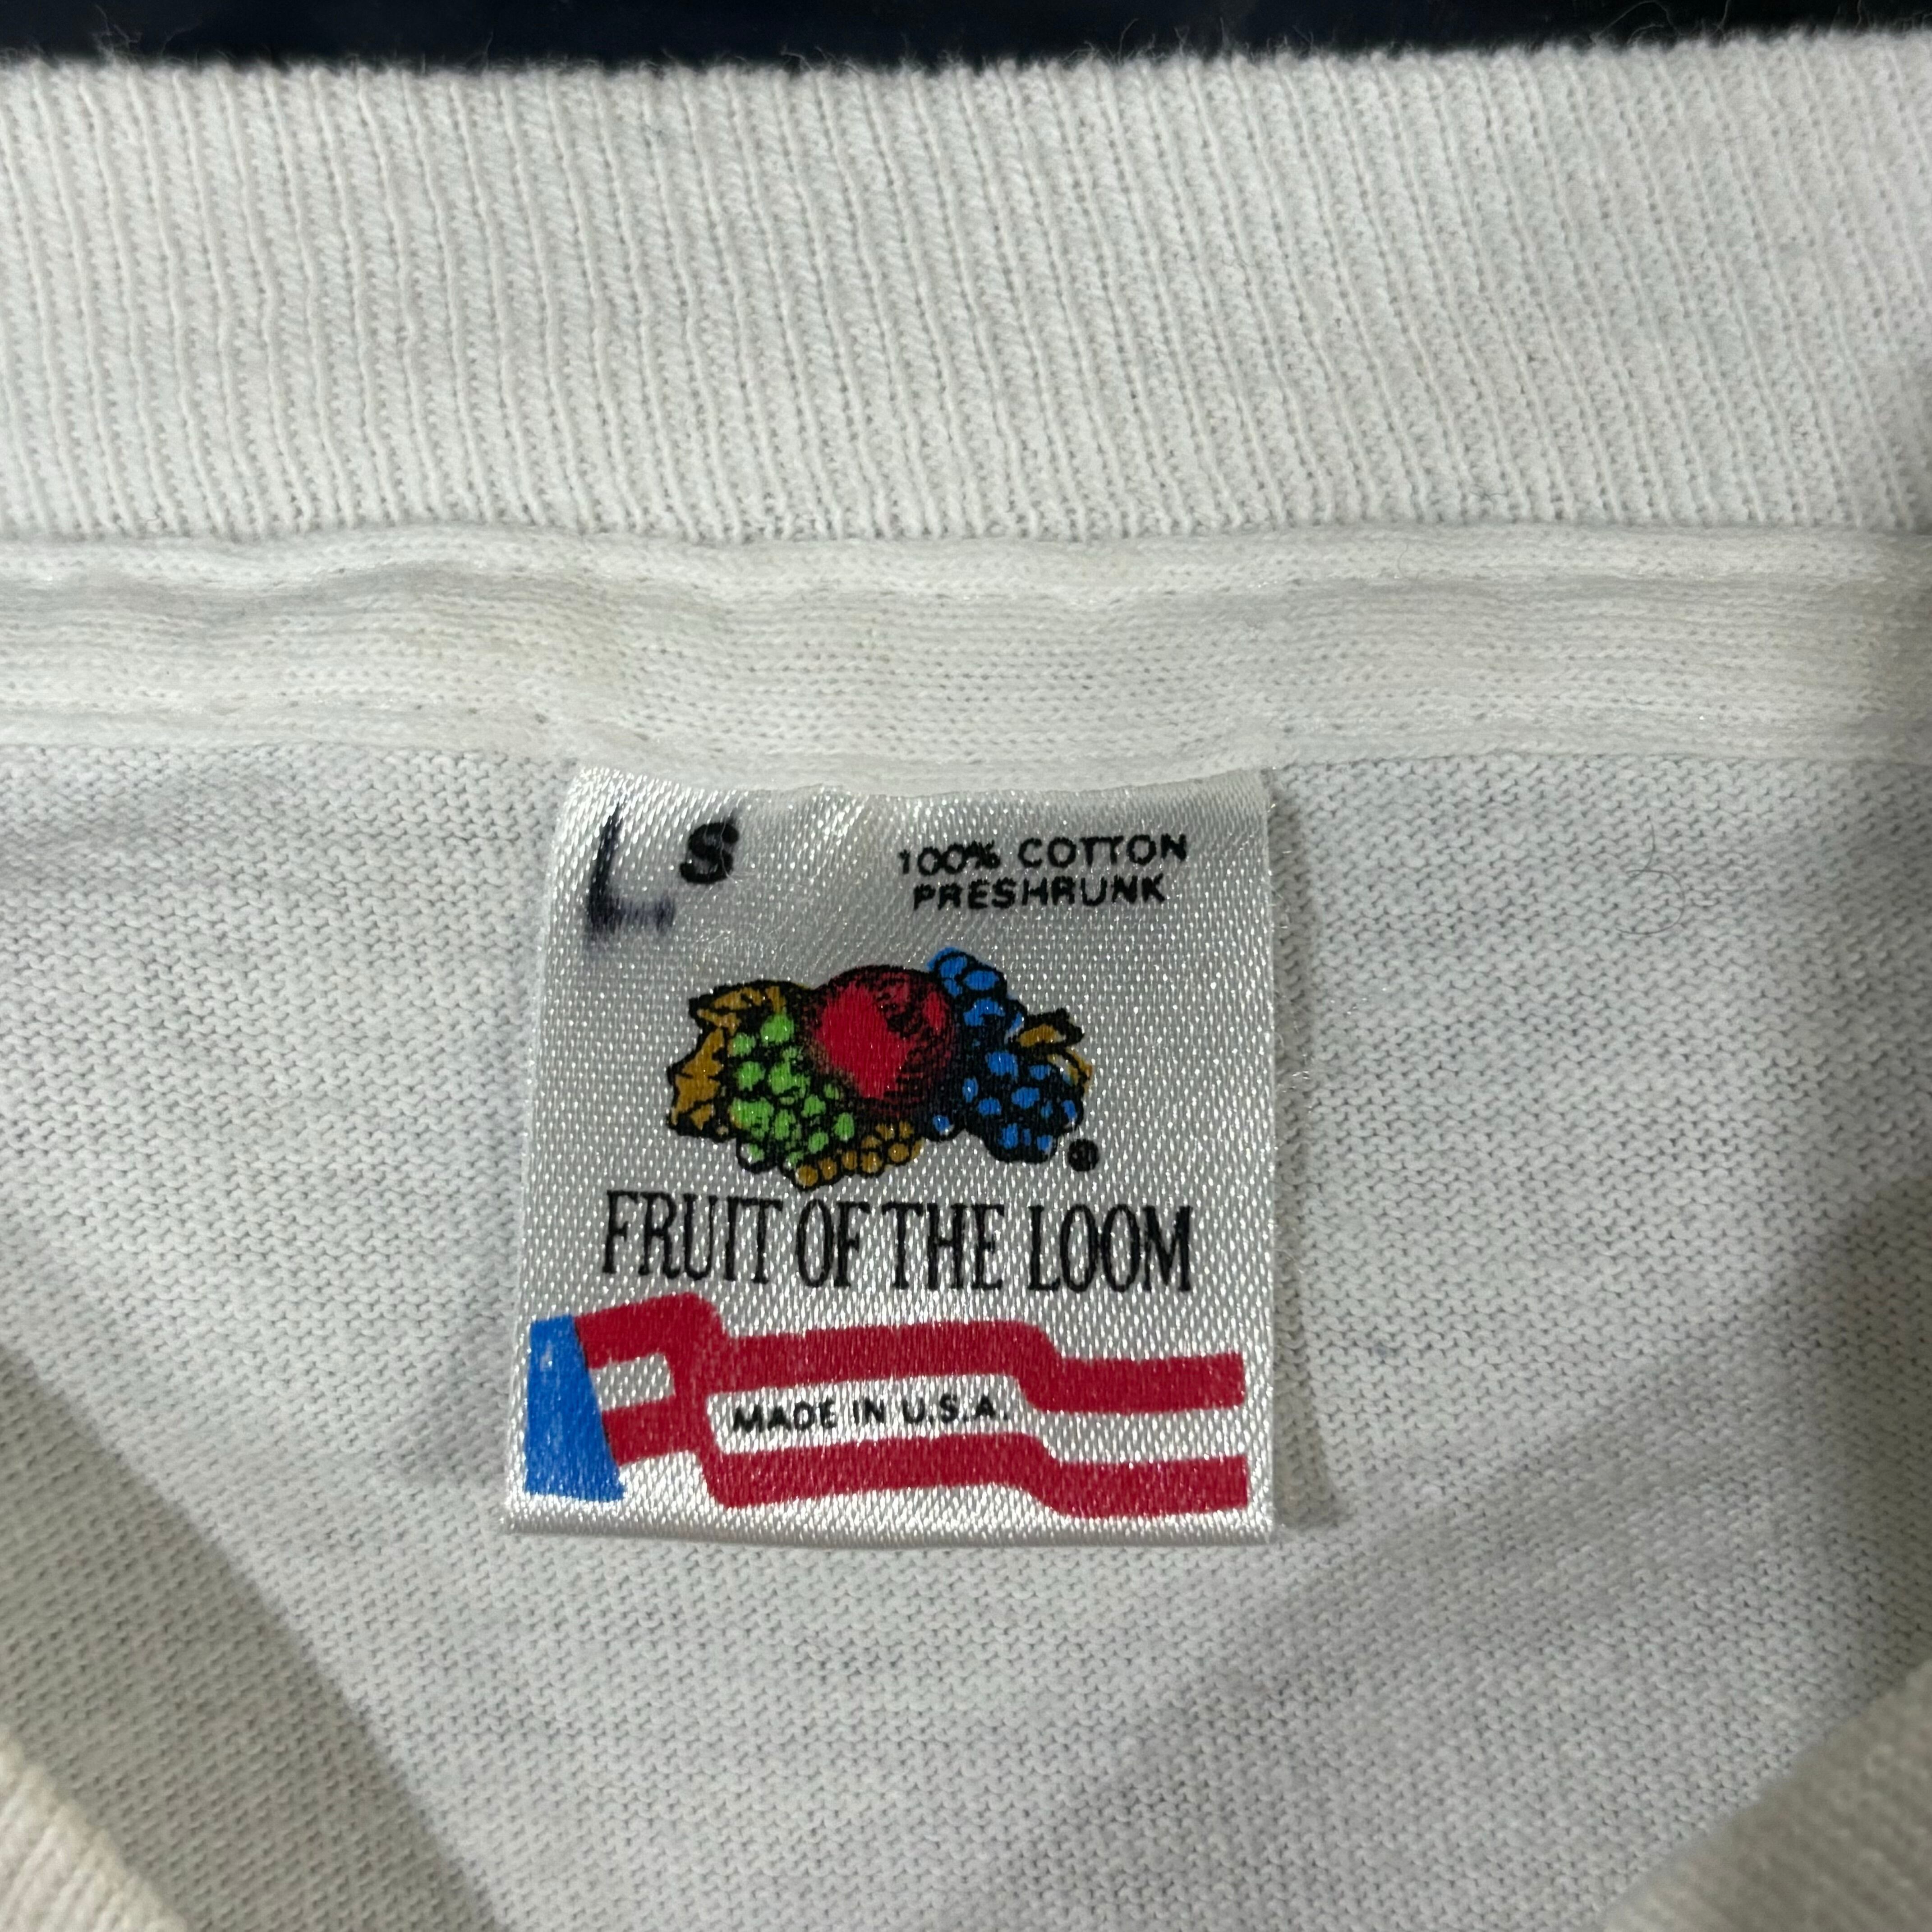 L S
100% COTTON
PRESHRUNK
®
FRUIT OF THE LOOM
MADE IN U.S.A.